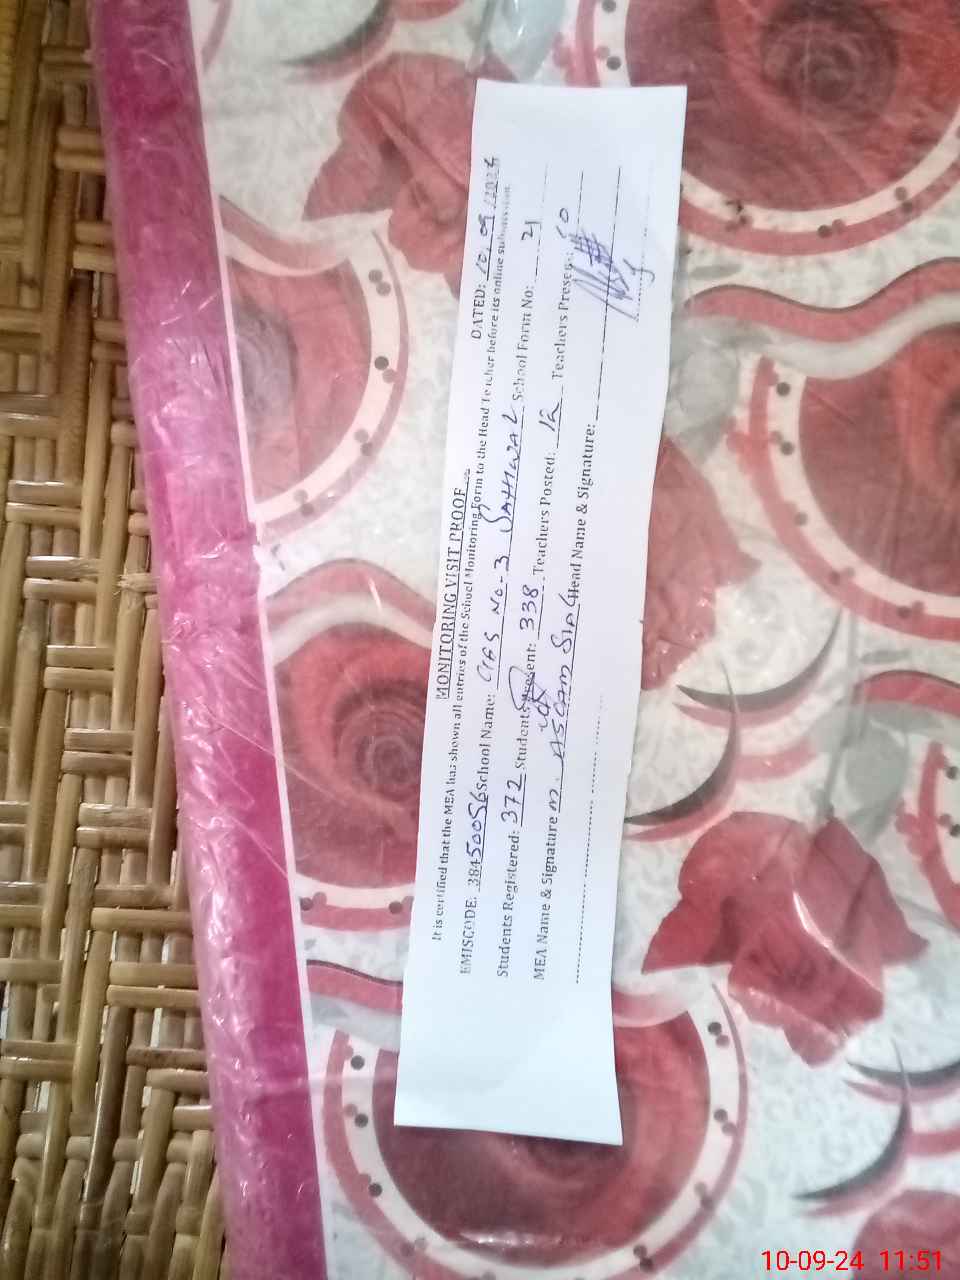 MONITORING VISIT PROOF
DATED: 10, 09 /2024
It is certified that the MEA has shown all entries of the School Monitoring Form to the Head Teacher before its online submission.
EMISCODE. 38450056 School Name: No-3 SAHIWAL School Form No: 21
Students Registered: 372 Students Present: 338 Teachers Posted: 12 Teachers Present: 10
MEA Name & Signature M. ASLAM SIAL Head Name & Signature:
10-09-24 11:51